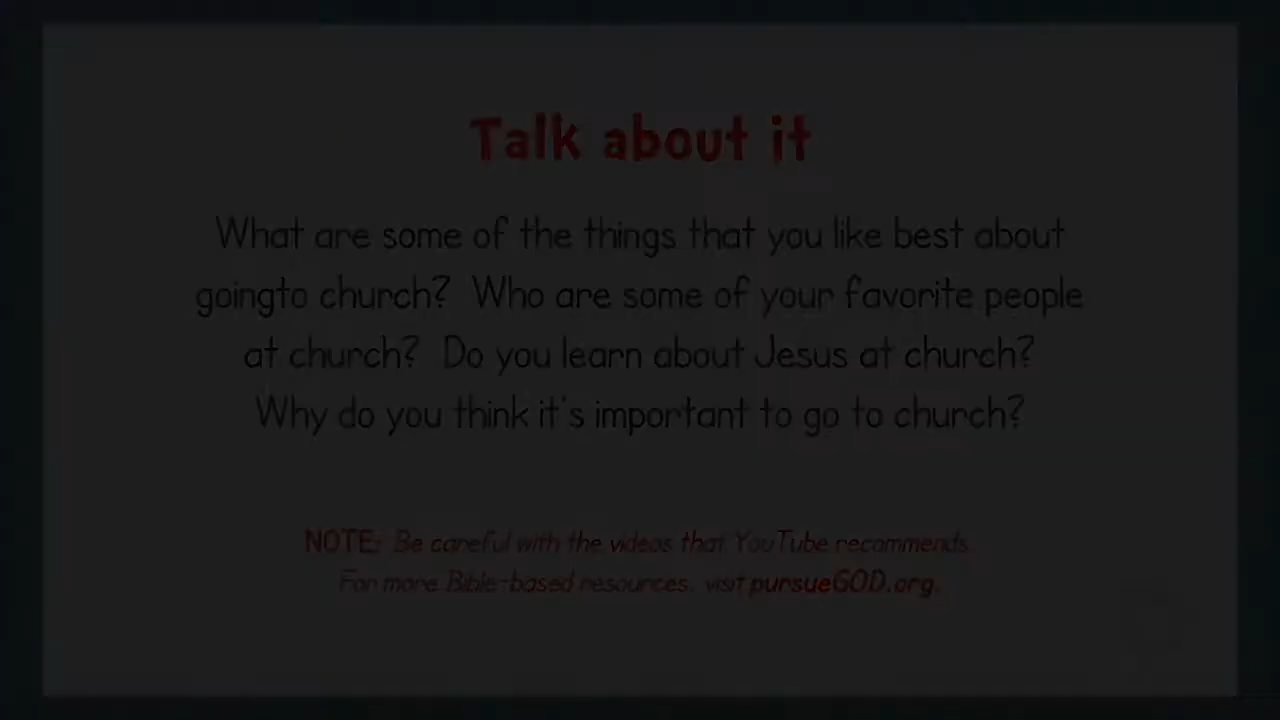 Talk about it
What are some of the things that you like best about
goingto church? Who are some of your favorite people
at church? Do you learn about Jesus at church?
Why do you think it's important to go to church?
NOTE: Be careful with the videos that YouTube recommends.
For more Bible-based resources, visit pursueGOD.org.